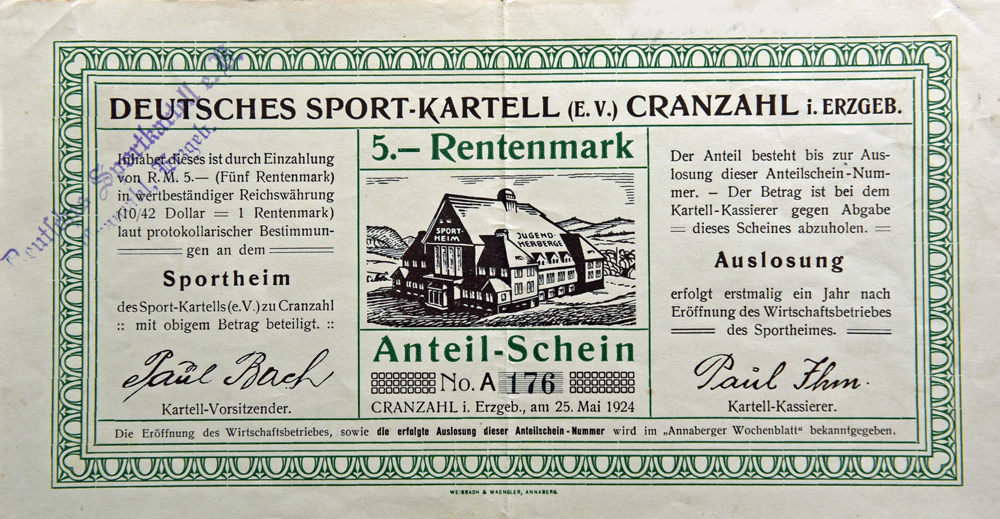 DEUTSCHES SPORT-KARTELL (E. V.) CRANZAHL i. ERZGEB.
Inhaber dieses ist durch Einzahlung
von R. M. 5.— (Fünf Rentenmark)
in wertbeständiger Reichswährung
(10/42 Dollar = 1 Rentenmark)
laut protokollarischer Bestimmun-
gen an dem
Sportheim
des Sport-Kartells (e. V.) zu Cranzahl
:: mit obigem Betrag beteiligt. ::
Paul Bach
Kartell-Vorsitzender.
5.— Rentenmark
SPORT-
HEIM
JUGEND-
HERBERGE
Anteil-Schein
No. A 176
CRANZAHL i. Erzgeb., am 25. Mai 1924
Der Anteil besteht bis zur Aus-
losung dieser Anteilschein-Num-
mer. – Der Betrag ist bei dem
Kartell-Kassierer gegen Abgabe
dieses Scheines abzuholen.
Auslosung
erfolgt erstmalig ein Jahr nach
Eröffnung des Wirtschaftsbetriebes
des Sportheimes.
Paul Ihm.
Kartell-Kassierer.
Die Eröffnung des Wirtschaftsbetriebes, sowie die erfolgte Auslosung dieser Anteilschein-Nummer wird im „Annaberger Wochenblatt“ bekanntgegeben.
WEISBACH & WAENGLER, ANNABERG.
Deutsches Sportkartell e.V.
Erzgeb.